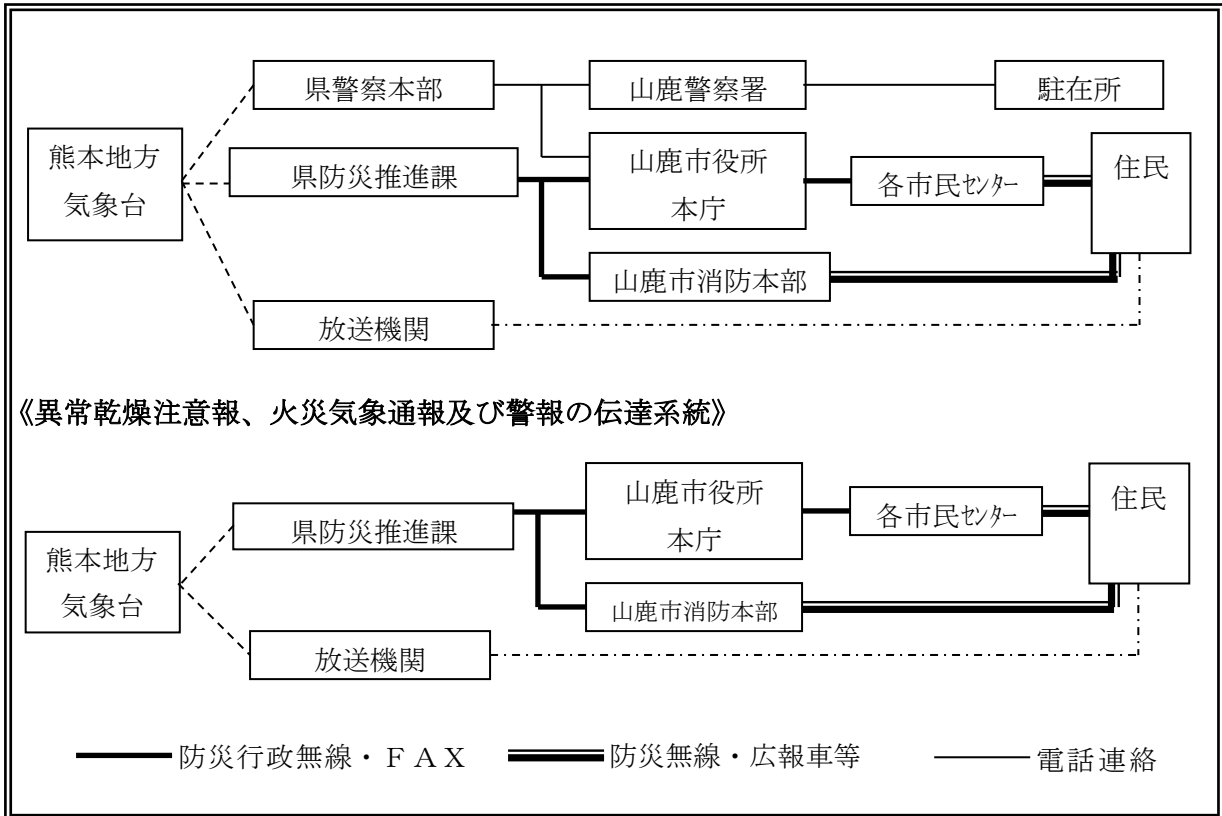 県警察本部
山鹿警察署
駐在所
熊本地方
気象台
県防災推進課
山鹿市役所
本庁
各市民センター
住民
山鹿市消防本部
放送機関
《異常乾燥注意報、火災気象通報及び警報の伝達系統》
熊本地方
気象台
県防災推進課
山鹿市役所
本庁
各市民センター
住民
山鹿市消防本部
放送機関
防災行政無線・ＦＡＸ
防災無線・広報車等
電話連絡